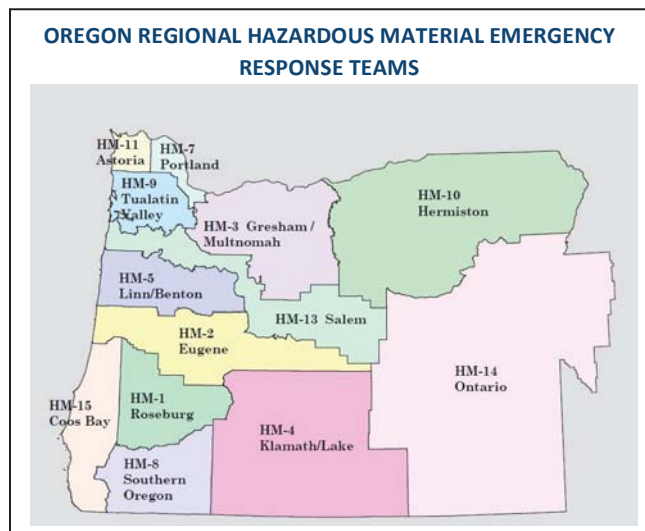 OREGON REGIONAL HAZARDOUS MATERIAL EMERGENCY
RESPONSE TEAMS
HM-11
Astoria
HM-7
Portland
HM-9
Tualatin
Valley
HM-3 Gresham /
Multnomah
HM-10
Hermiston
HM-5
Linn/Benton
HM-13 Salem
HM-2
Eugene
HM-14
Ontario
HM-15
Coos Bay
HM-1
Roseburg
HM-4
Klamath/Lake
HM-8
Southern
Oregon